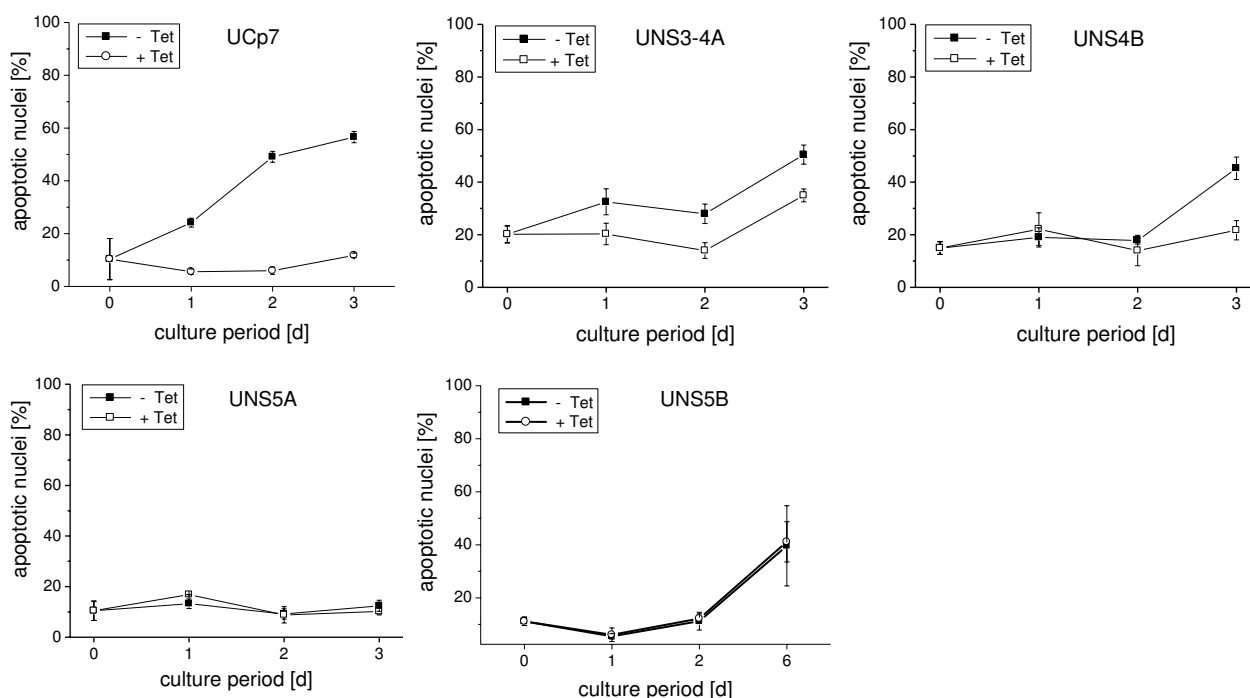 UCp7
- Tet
+ Tet
apoptotic nuclei [%]
100
80
60
40
20
0
0 1 2 3
culture period [d]
UNS3-4A
- Tet
+ Tet
apoptotic nuclei [%]
100
80
60
40
20
0
0 1 2 3
culture period [d]
UNS4B
- Tet
+ Tet
apoptotic nuclei [%]
100
80
60
40
20
0
0 1 2 3
culture period [d]
UNS5A
- Tet
+ Tet
apoptotic nuclei [%]
100
80
60
40
20
0
0 1 2 3
culture period [d]
UNS5B
- Tet
+ Tet
apoptotic nuclei [%]
100
80
60
40
20
0 1 2 6
culture period [d]